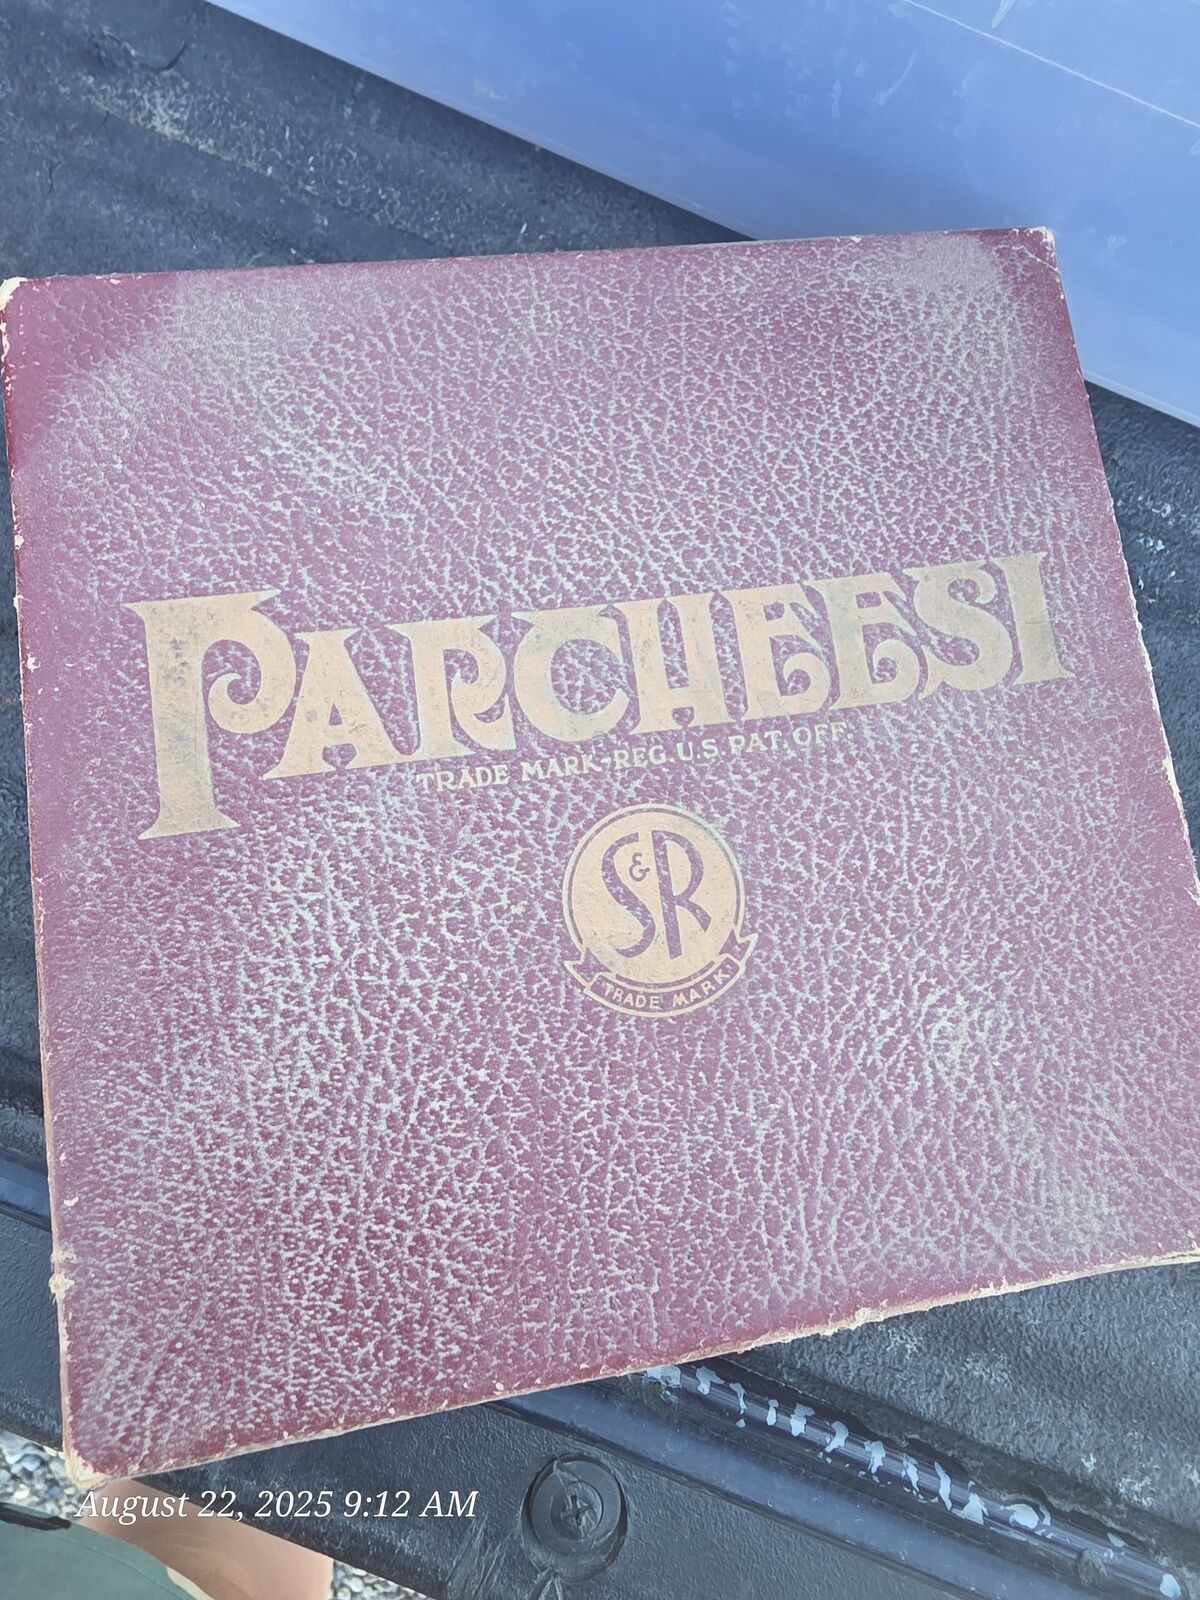 PARCHEESI
TRADE MARK-REG. U.S. PAT. OFF.
S & R
TRADE MARK
August 22, 2025 9:12 AM